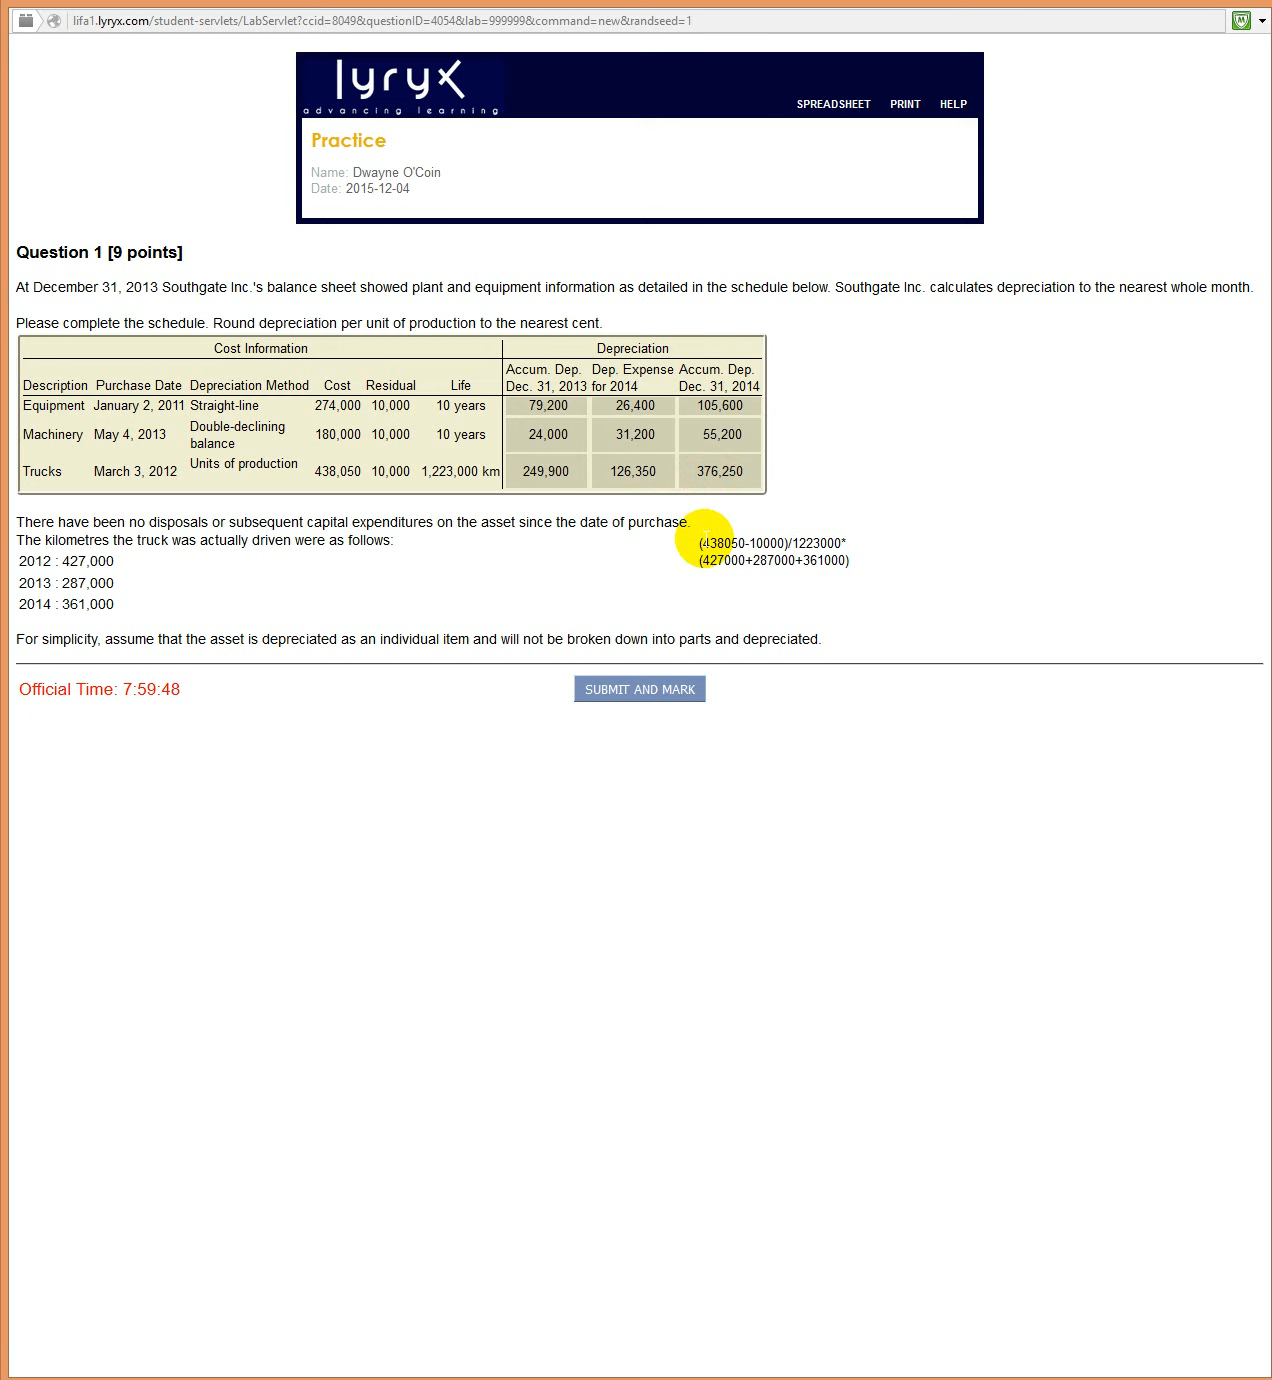 lifa1.lyryx.com/student-servlets/LabServlet?ccid=8049&questionID=4054&lab=999999&command=new&randseed=1
lyryx
advancing learning
SPREADSHEET PRINT HELP
Practice
Name: Dwayne O'Coin
Date: 2015-12-04
Question 1 [9 points]
At December 31, 2013 Southgate Inc.'s balance sheet showed plant and equipment information as detailed in the schedule below. Southgate Inc. calculates depreciation to the nearest whole month.
Please complete the schedule. Round depreciation per unit of production to the nearest cent.
Cost Information Depreciation
Accum. Dep. Dep. Expense Accum. Dep.
Description Purchase Date Depreciation Method Cost Residual Life Dec. 31, 2013 for 2014 Dec. 31, 2014
Equipment January 2, 2011 Straight-line 274,000 10,000 10 years 79,200 26,400 105,600
Machinery May 4, 2013 Double-declining balance 180,000 10,000 10 years 24,000 31,200 55,200
Trucks March 3, 2012 Units of production 438,050 10,000 1,223,000 km 249,900 126,350 376,250
There have been no disposals or subsequent capital expenditures on the asset since the date of purchase.
The kilometres the truck was actually driven were as follows:
(438050-10000)/1223000*
(427000+287000+361000)
2012 : 427,000
2013 : 287,000
2014 : 361,000
For simplicity, assume that the asset is depreciated as an individual item and will not be broken down into parts and depreciated.
Official Time: 7:59:48
SUBMIT AND MARK